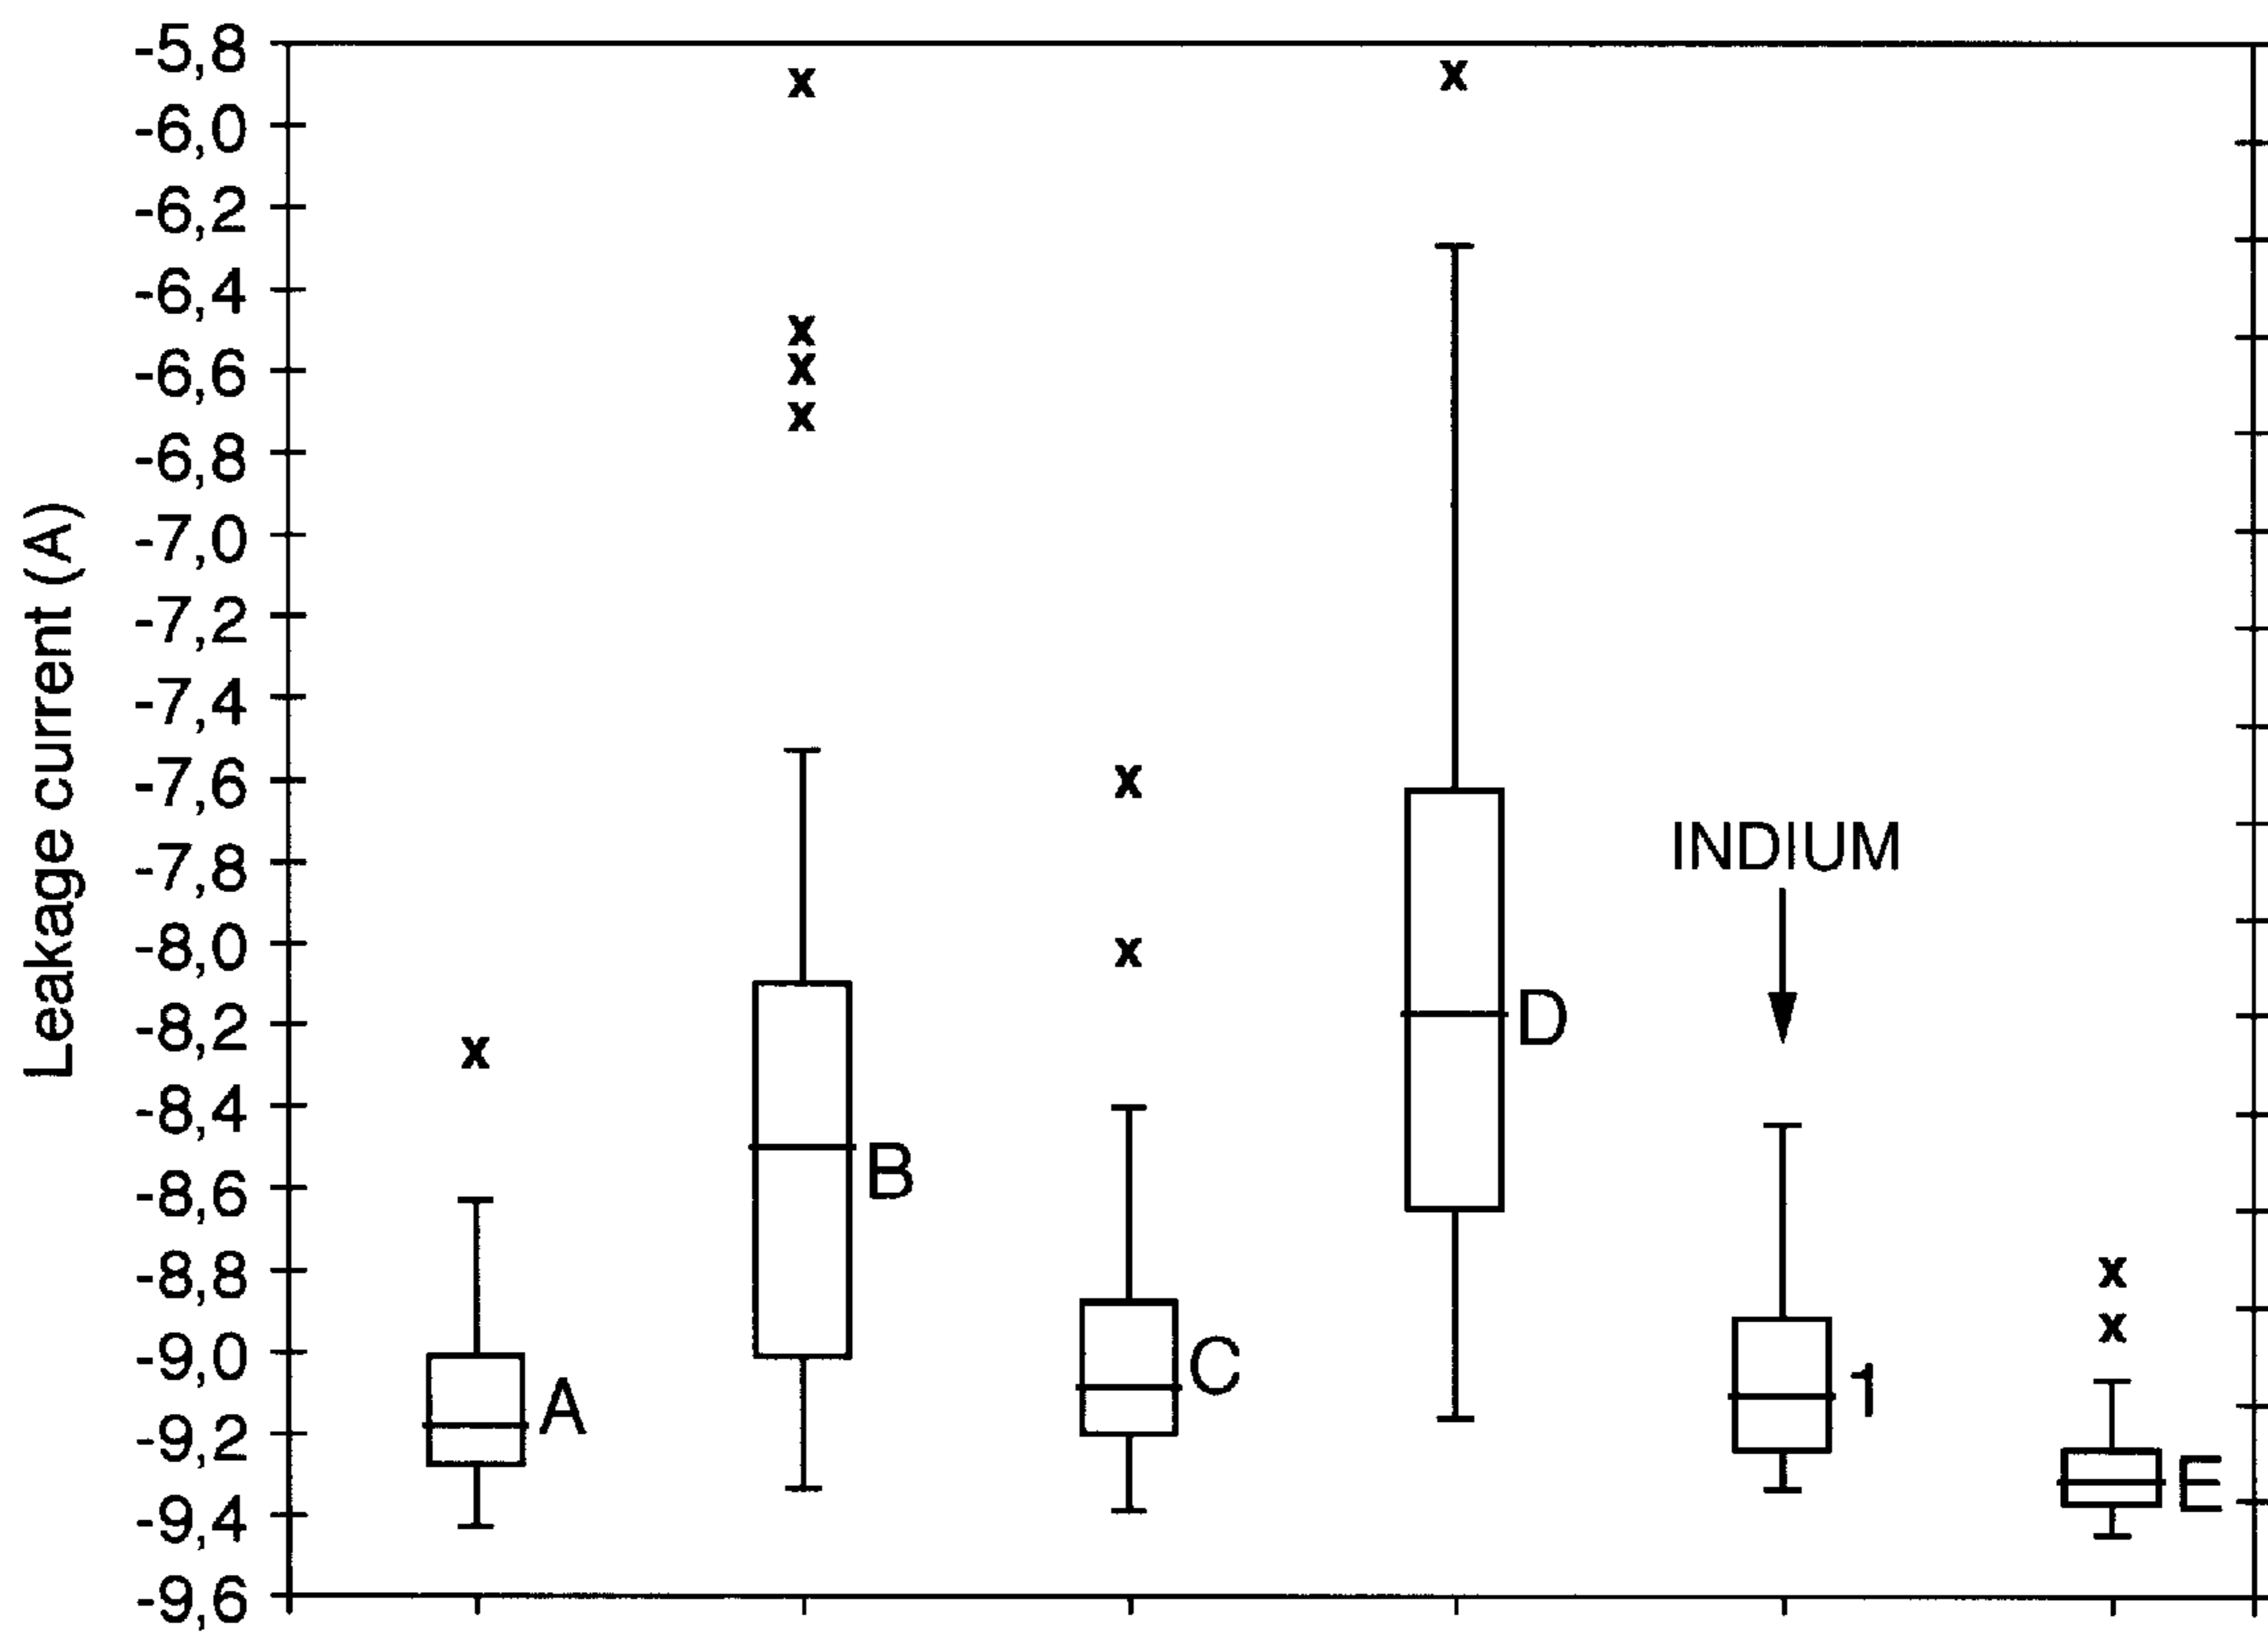 -5,8
-6,0
-6,2
-6,4
-6,6
-6,8
-7,0
-7,2
-7,4
-7,6
-7,8
-8,0
-8,2
-8,4
-8,6
-8,8
-9,0
-9,2
-9,4
-9,6
Leakage current (A)
x
x
x
x
x
x
x
x
x
x
x
A
B
C
D
INDIUM
1
E